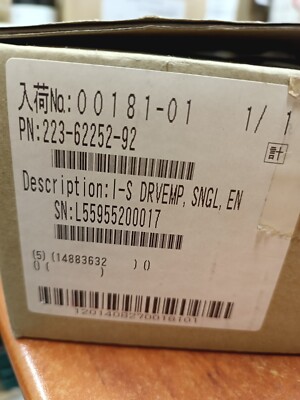 入荷No.:00181-01 1/ 1
PN:223-62252-92
計
Description:I-S DRVEMP,SNGL,EN
SN:L55955200017
(5) (14883632 ) ()
() ( )
1201408270018101